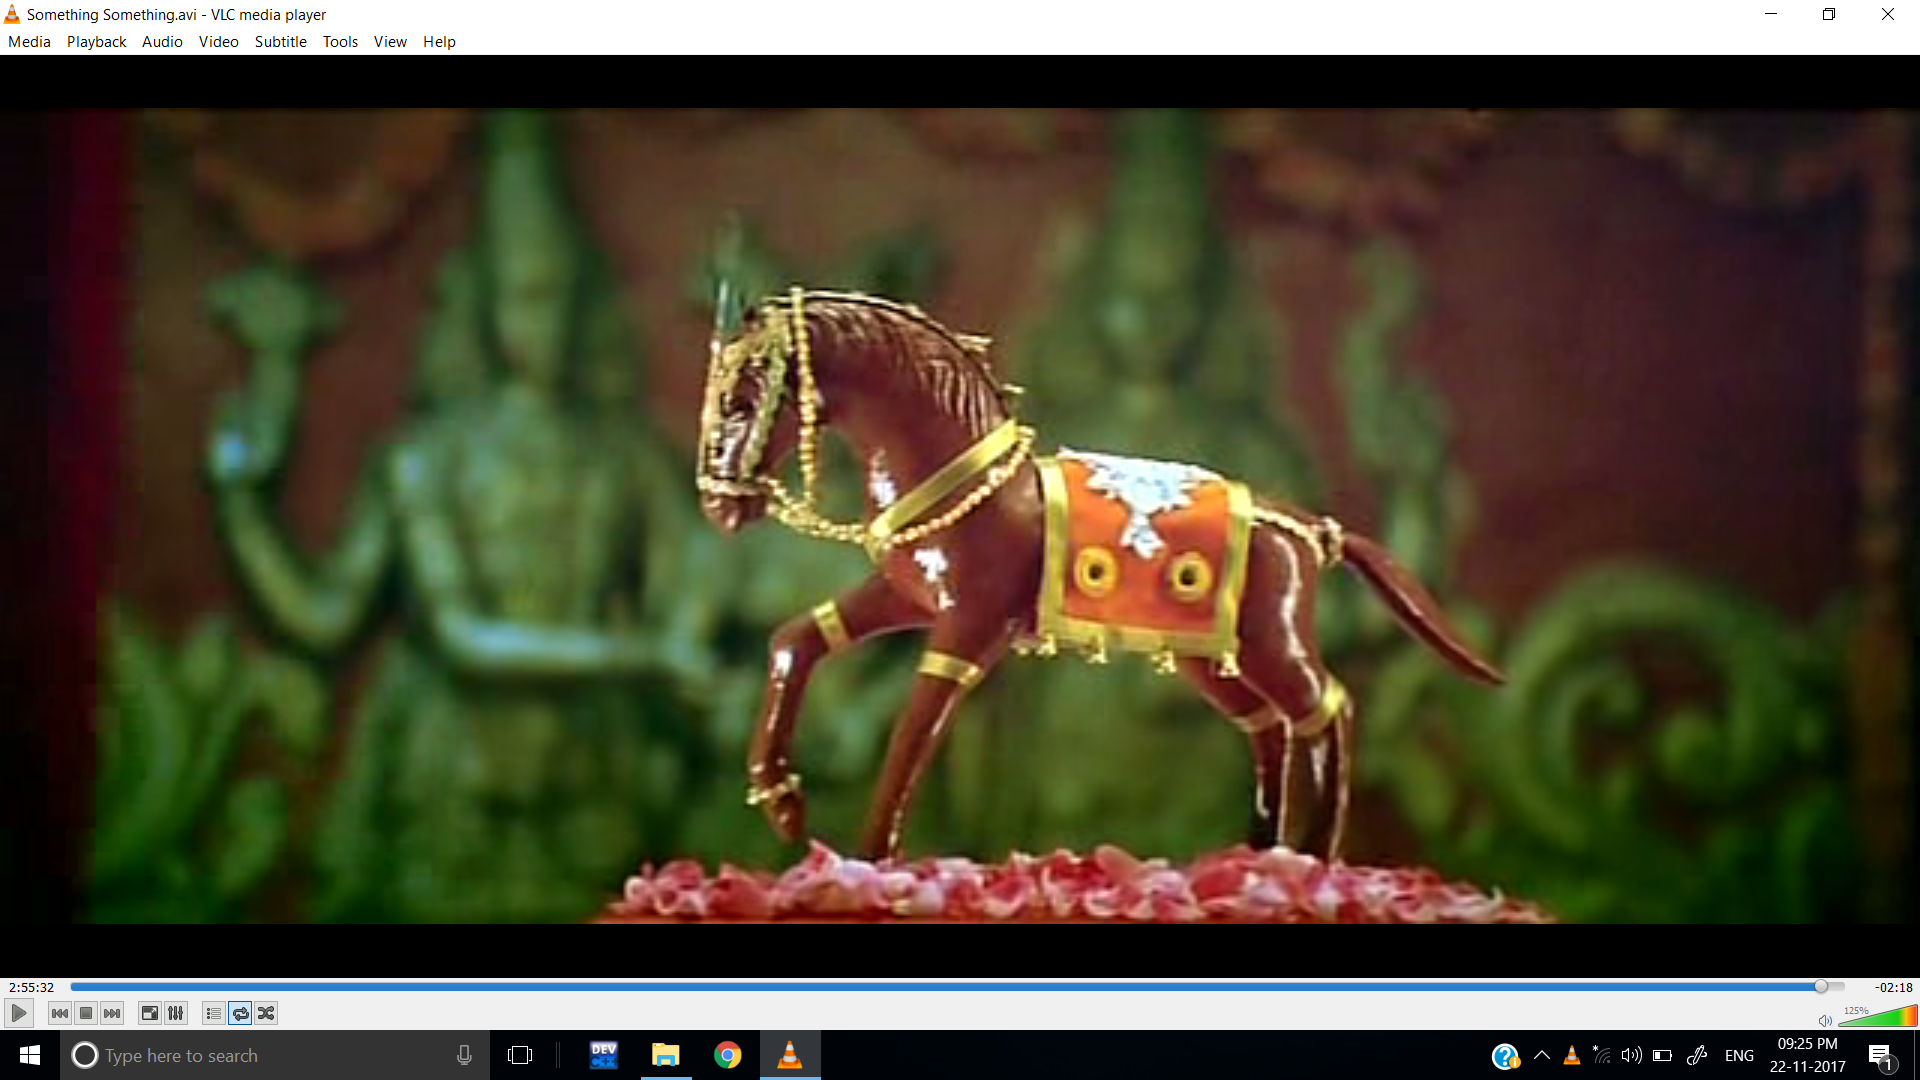 Something Something.avi - VLC media player
Media Playback Audio Video Subtitle Tools View Help
2:55:32
-02:18
125%
Type here to search
DEV
C++
ENG
09:25 PM
22-11-2017
1